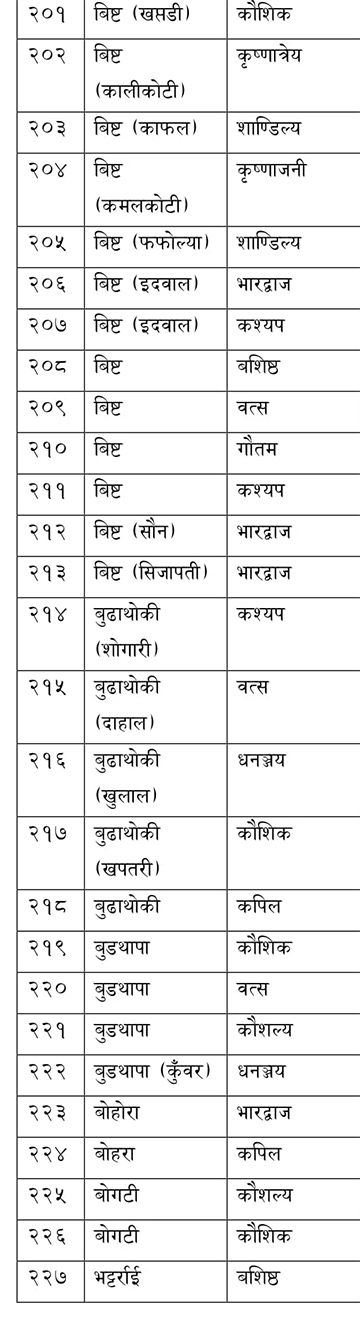 २०१ बिष्ट (खप्तडी) कौशिक
२०२ बिष्ट कृष्णात्रेय
(कालीकोटी)
२०३ बिष्ट (काफल) शाण्डिल्य
२०४ बिष्ट कृष्णाजनी
(कमलकोटी)
२०५ बिष्ट (फफोल्या) शाण्डिल्य
२०६ बिष्ट (इदवाल) भारद्वाज
२०७ बिष्ट (इदवाल) कश्यप
२०८ बिष्ट बशिष्ठ
२०९ बिष्ट वत्स
२१० बिष्ट गौतम
२११ बिष्ट कश्यप
२१२ बिष्ट (सौन) भारद्वाज
२१३ बिष्ट (सिजापती) भारद्वाज
२१४ बुढाथोकी कश्यप
(शोगारी)
२१५ बुढाथोकी वत्स
(दाहाल)
२१६ बुढाथोकी धनञ्जय
(खुलाल)
२१७ बुढाथोकी कौशिक
(खपतरी)
२१८ बुढाथोकी कपिल
२१९ बुडथापा कौशिक
२२० बुडथापा वत्स
२२१ बुडथापा कौशल्य
२२२ बुडथापा (कुँवर) धनञ्जय
२२३ बोहोरा भारद्वाज
२२४ बोहरा कपिल
२२५ बोगटी कौशल्य
२२६ बोगटी कौशिक
२२७ भट्टर्राई बशिष्ठ